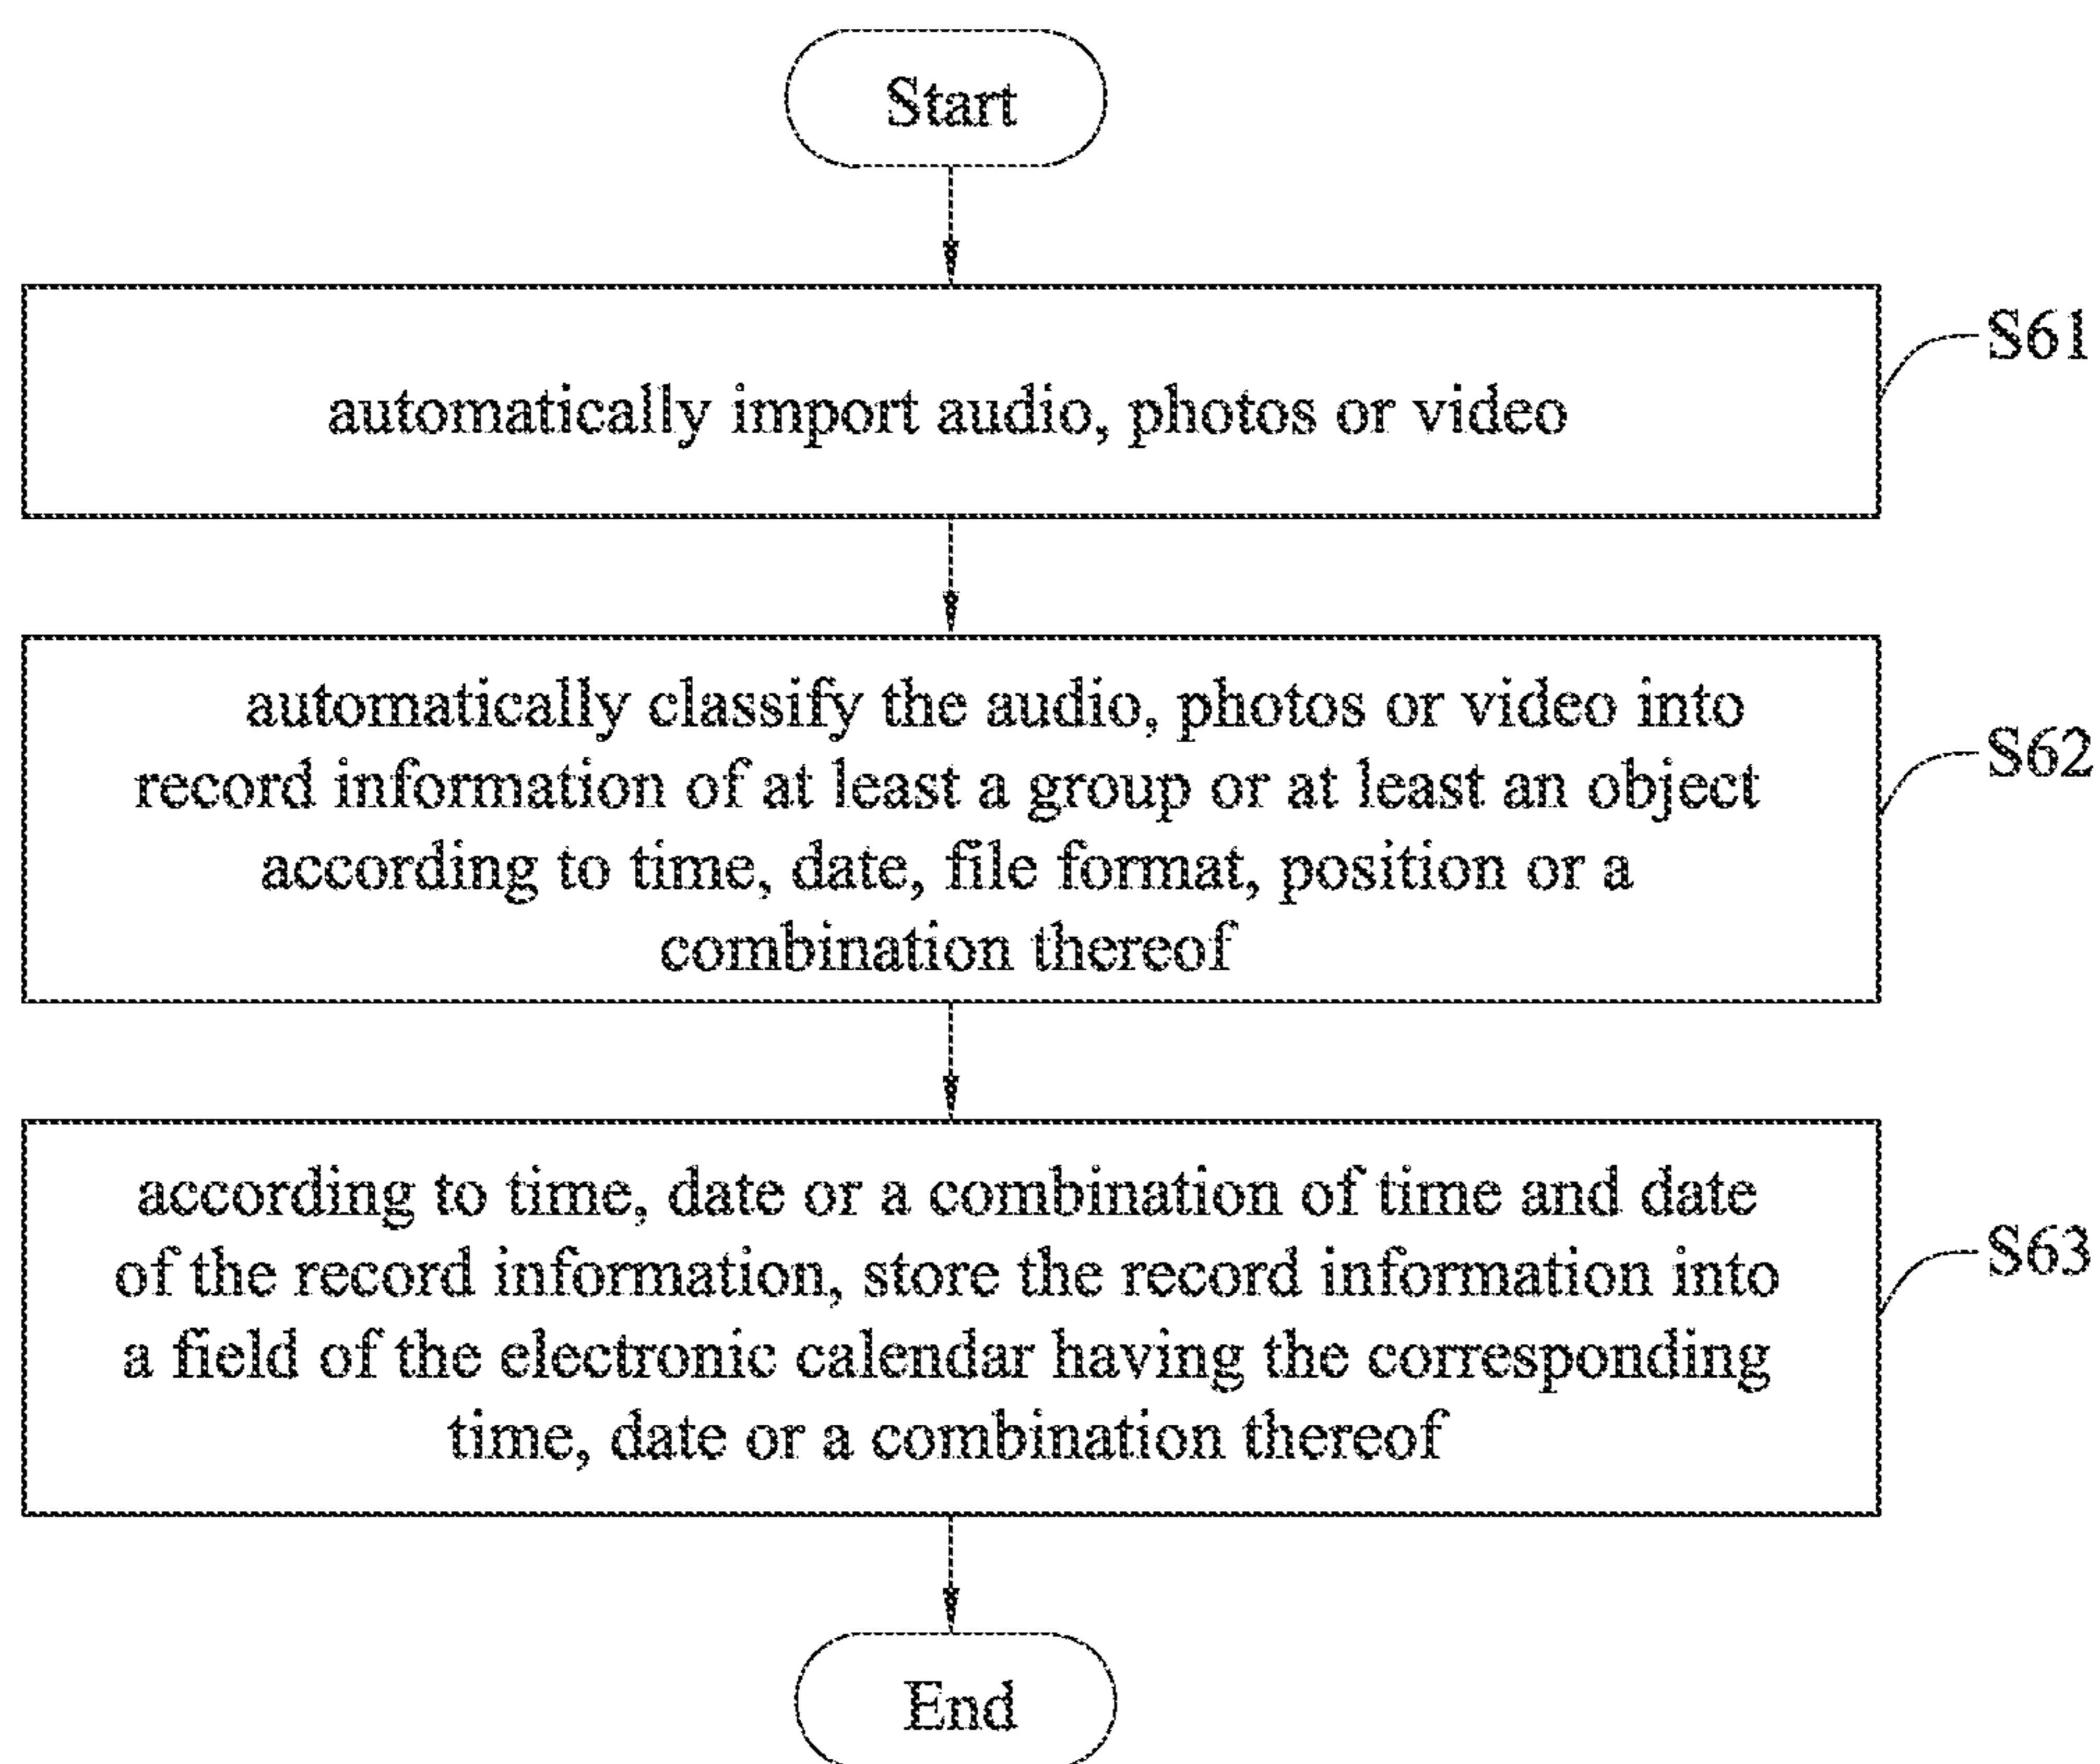 Start
automatically import audio, photos or video
S61
automatically classify the audio, photos or video into
record information of at least a group or at least an object
according to time, date, file format, position or a
combination thereof
S62
according to time, date or a combination of time and date
of the record information, store the record information into
a field of the electronic calendar having the corresponding
time, date or a combination thereof
S63
End